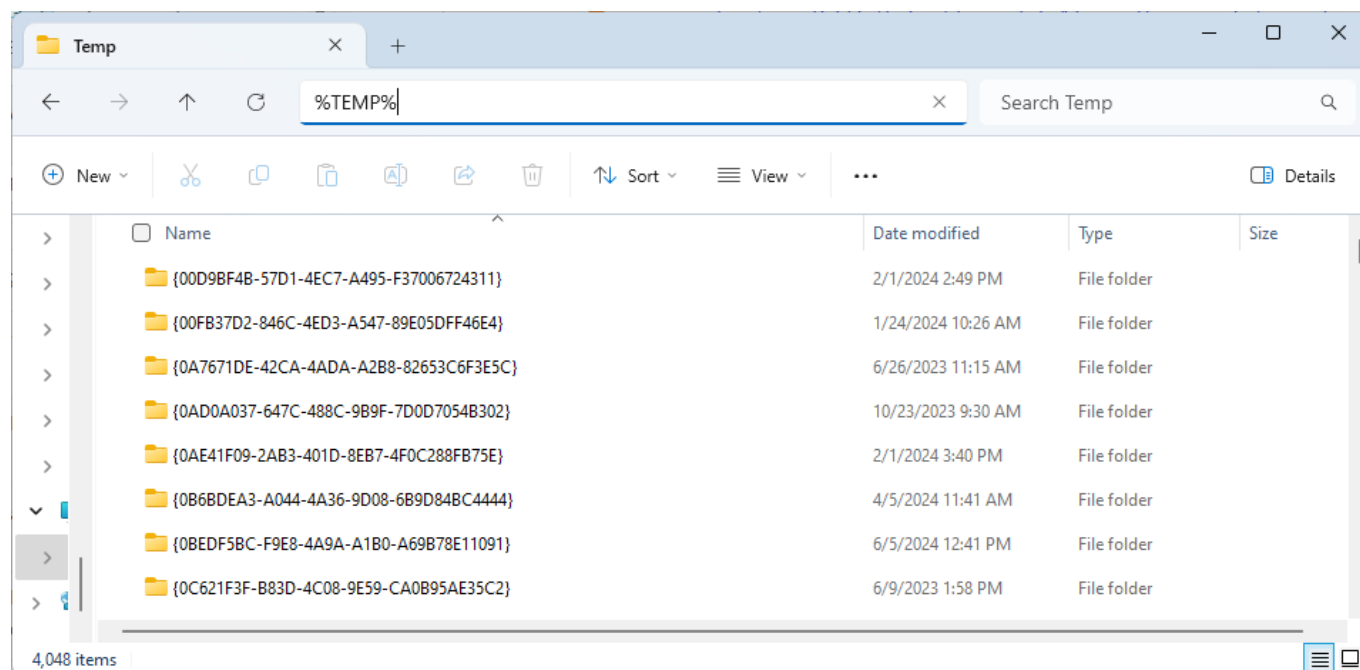 Temp
%TEMP%
Search Temp
New
Sort
View
Details
Name Date modified Type Size
{00D9BF4B-57D1-4EC7-A495-F37006724311} 2/1/2024 2:49 PM File folder
{00FB37D2-846C-4ED3-A547-89E05DFF46E4} 1/24/2024 10:26 AM File folder
{0A7671DE-42CA-4ADA-A2B8-82653C6F3E5C} 6/26/2023 11:15 AM File folder
{0AD0A037-647C-488C-9B9F-7D0D7054B302} 10/23/2023 9:30 AM File folder
{0AE41F09-2AB3-401D-8EB7-4F0C288FB75E} 2/1/2024 3:40 PM File folder
{0B6BDEA3-A044-4A36-9D08-6B9D84BC4444} 4/5/2024 11:41 AM File folder
{0BEDF5BC-F9E8-4A9A-A1B0-A69B78E11091} 6/5/2024 12:41 PM File folder
{0C621F3F-B83D-4C08-9E59-CA0B95AE35C2} 6/9/2023 1:58 PM File folder
4,048 items